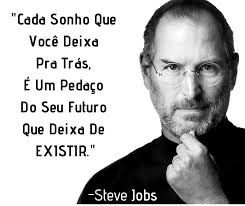 "Cada Sonho Que
Você Deixa
Pra Trás,
É Um Pedaço
Do Seu Futuro
Que Deixa De
EXISTIR."
-Steve Jobs